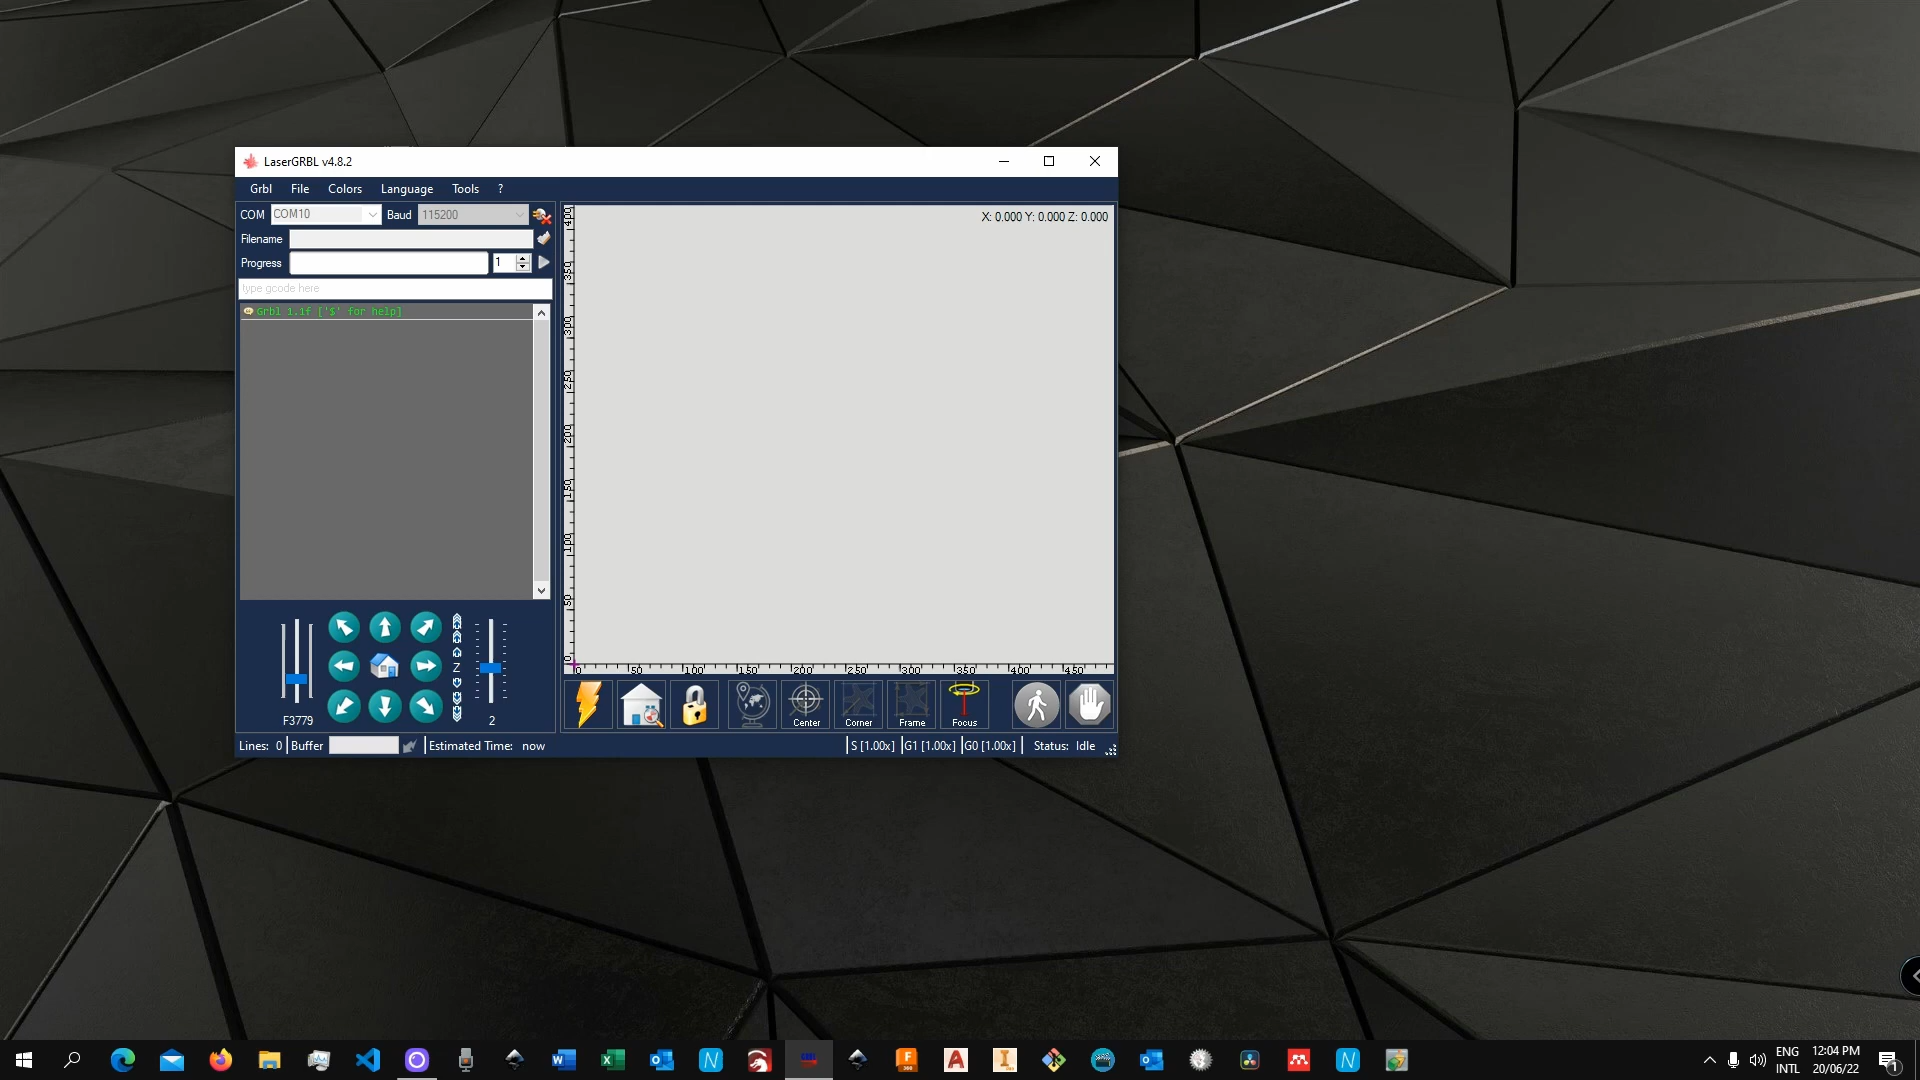 LaserGRBL v4.8.2
Grbl File Colors Language Tools ?
COM COM10 Baud 115200
X: 0.000 Y: 0.000 Z: 0.000
Filename
Progress 1
type gcode here
Grbl 1.1f ['$' for help]
400
350
300
250
200
150
100
50
0
0 50 100 150 200 250 300 350 400 450
Z
F3779 2
Center Corner Frame Focus
Lines: 0 Buffer Estimated Time: now S [1.00x] G1 [1.00x] G0 [1.00x] Status: Idle
ENG
INTL
12:04 PM
20/06/22
1